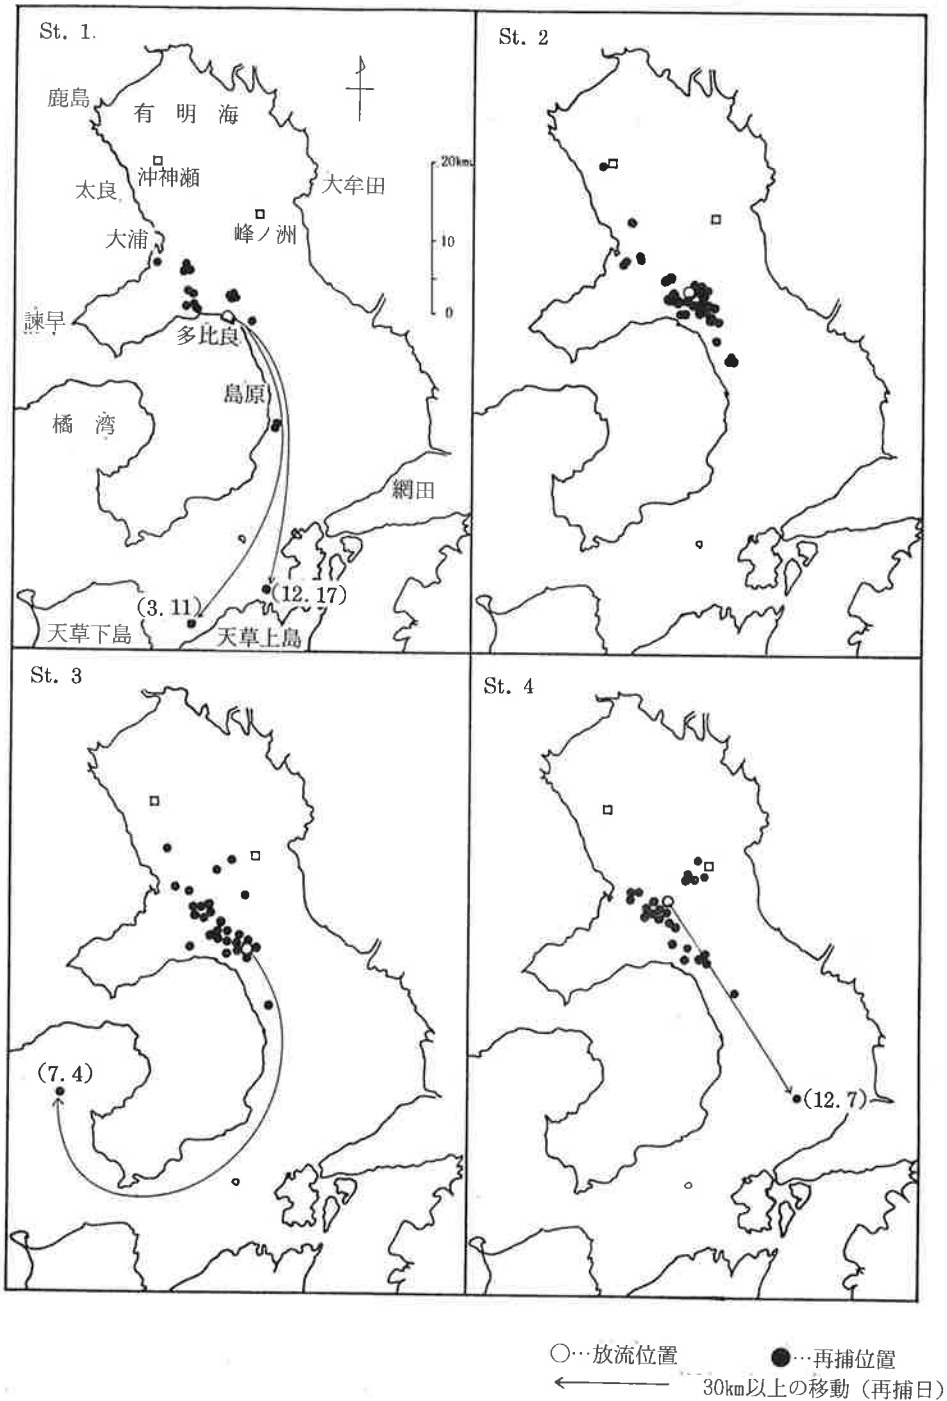 St. 1.
鹿島
有 明 海
20km
沖神瀬
大牟田
太良
峰ノ洲
大浦
10
0
諫早
多比良
島原
橘 湾
網田
(12. 17)
(3. 11)
天草下島
天草上島
St. 2
St. 3
(7. 4)
St. 4
(12. 7)
○…放流位置
●…再捕位置
30km以上の移動(再捕日)